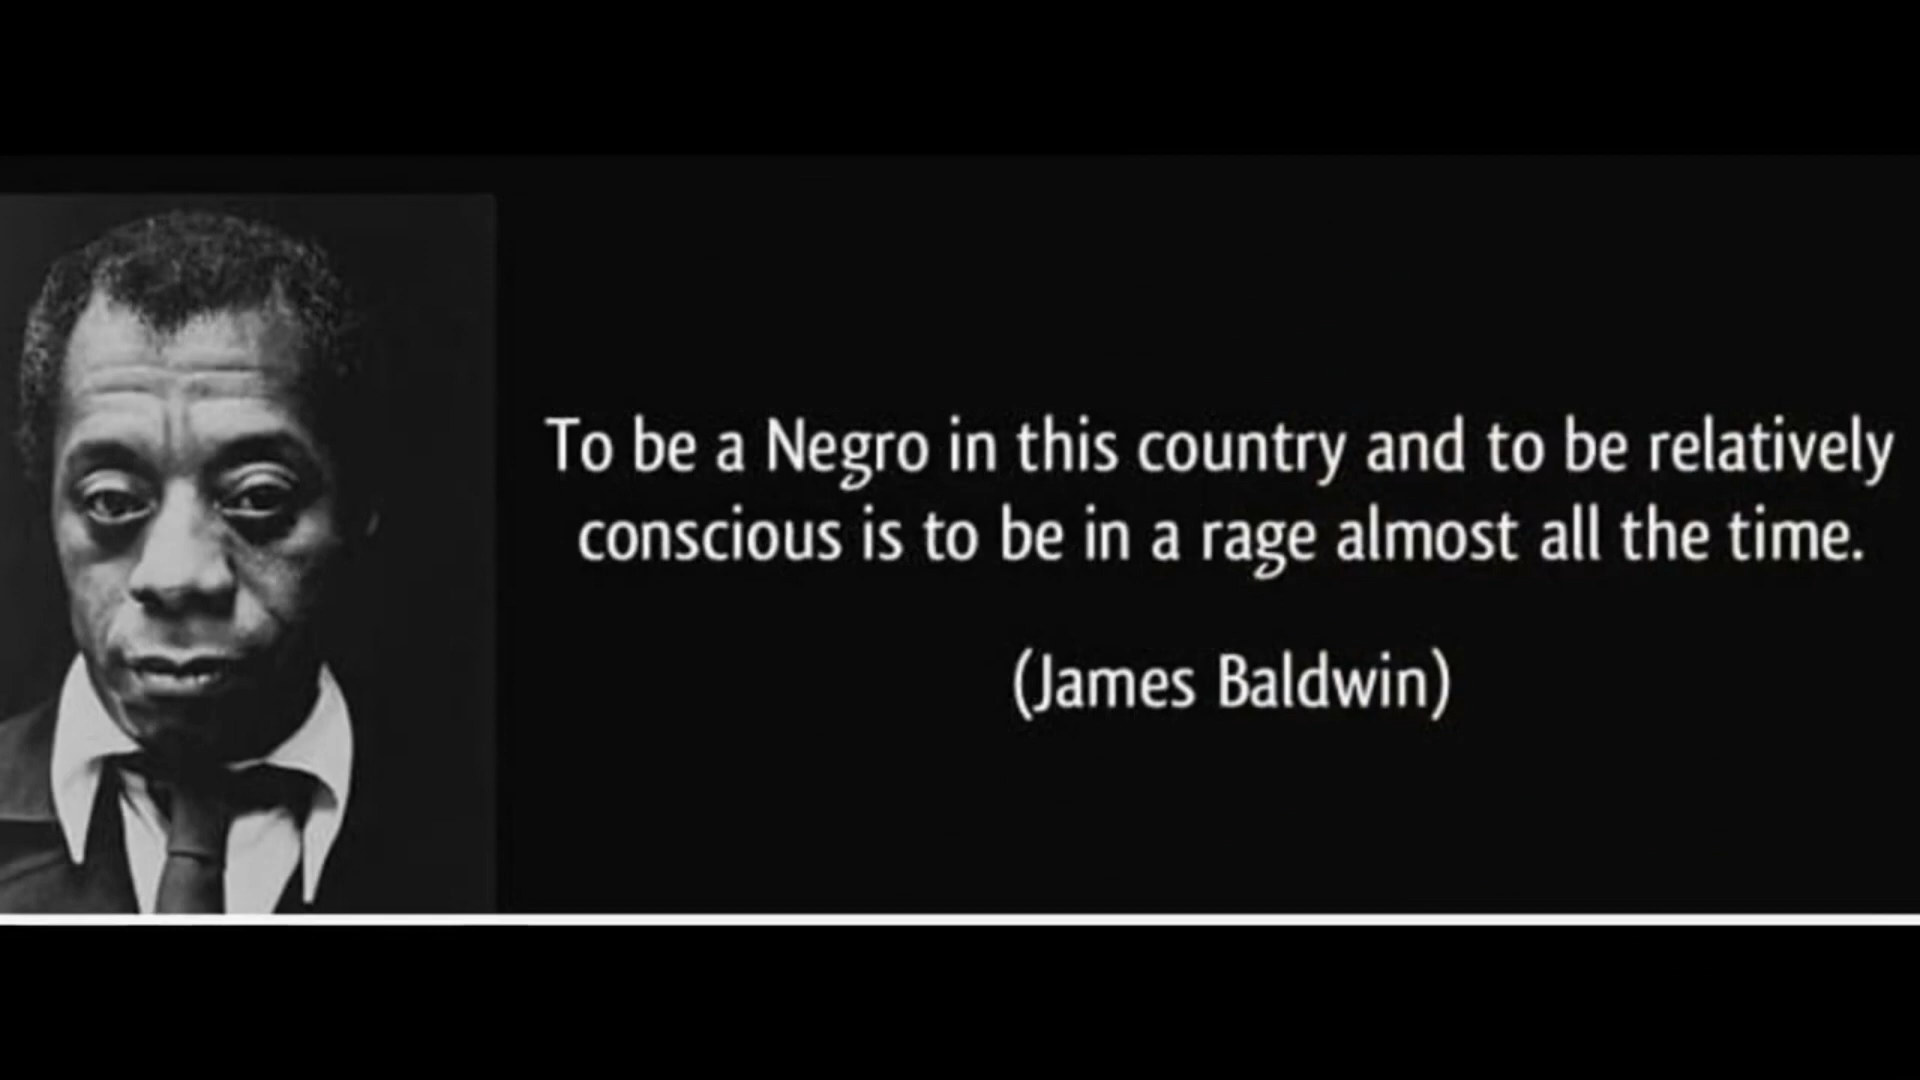 To be a Negro in this country and to be relatively
conscious is to be in a rage almost all the time.
(James Baldwin)